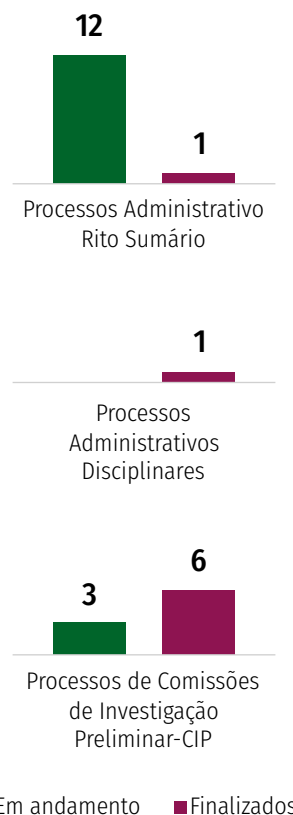 12
1
Processos Administrativo
Rito Sumário
1
Processos
Administrativos
Disciplinares
3
6
Processos de Comissões
de Investigação
Preliminar-CIP
Em andamento Finalizados